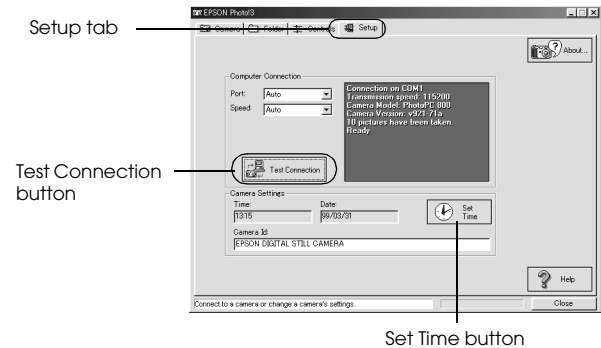 EPSON Photo!3
Camera Folder Controls Setup
Setup tab
About...
Computer Connection
Port: Auto
Speed: Auto
Connection on COM1
Transmission speed: 115200
Camera Model: PhotoPC 800
Camera Version: v921-71a
10 pictures have been taken.
Ready
Test Connection
Test Connection
button
Camera Settings
Time: Date:
13:15 99/03/31
Set
Time
Camera Id:
EPSON DIGITAL STILL CAMERA
Help
Connect to a camera or change a camera's settings.
Close
Set Time button